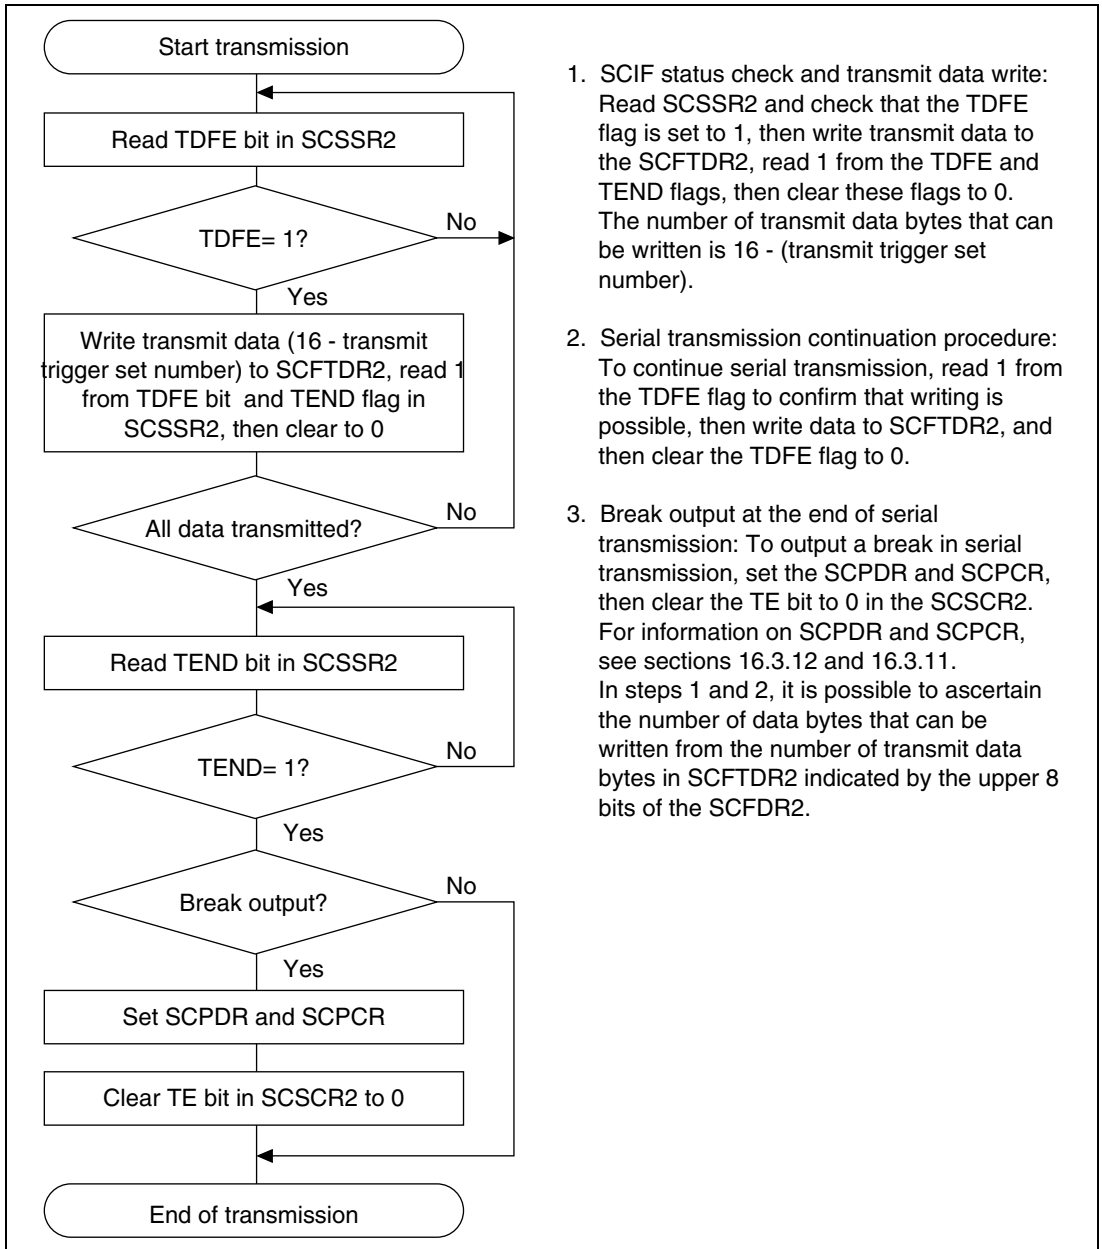 Start transmission
Read TDFE bit in SCSSR2
TDFE= 1?
No
Yes
Write transmit data (16 - transmit
trigger set number) to SCFTDR2, read 1
from TDFE bit  and TEND flag in
SCSSR2, then clear to 0
All data transmitted?
No
Yes
Read TEND bit in SCSSR2
TEND= 1?
No
Yes
Break output?
No
Yes
Set SCPDR and SCPCR
Clear TE bit in SCSCR2 to 0
End of transmission
1. SCIF status check and transmit data write:
Read SCSSR2 and check that the TDFE
flag is set to 1, then write transmit data to
the SCFTDR2, read 1 from the TDFE and
TEND flags, then clear these flags to 0.
The number of transmit data bytes that can
be written is 16 - (transmit trigger set
number).
2. Serial transmission continuation procedure:
To continue serial transmission, read 1 from
the TDFE flag to confirm that writing is
possible, then write data to SCFTDR2, and
then clear the TDFE flag to 0.
3. Break output at the end of serial
transmission: To output a break in serial
transmission, set the SCPDR and SCPCR,
then clear the TE bit to 0 in the SCSCR2.
For information on SCPDR and SCPCR,
see sections 16.3.12 and 16.3.11.
In steps 1 and 2, it is possible to ascertain
the number of data bytes that can be
written from the number of transmit data
bytes in SCFTDR2 indicated by the upper 8
bits of the SCFDR2.